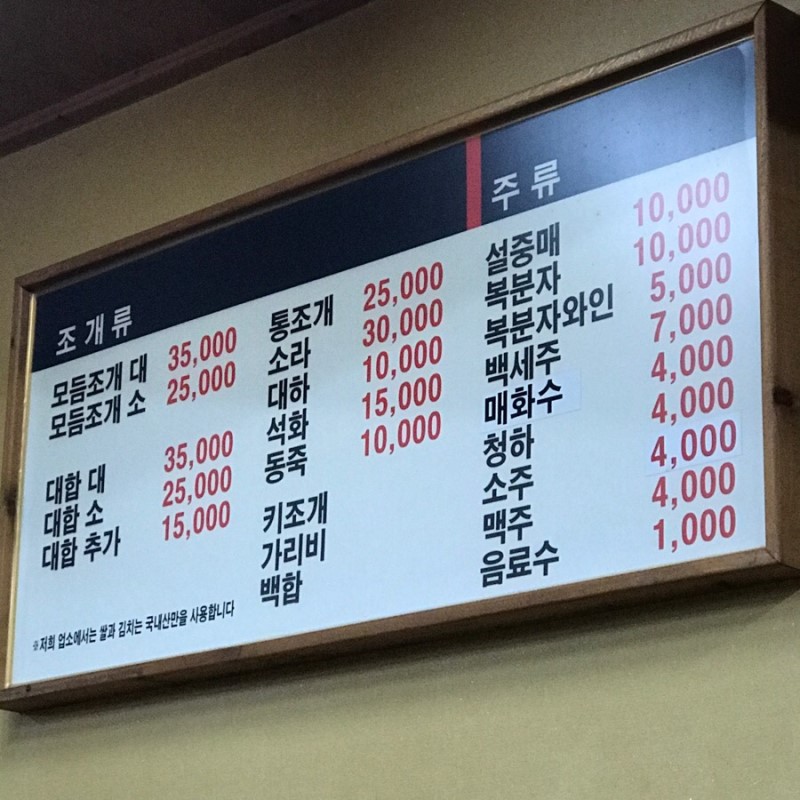 조개류
모듬조개 대 35,000
모듬조개 소 25,000
대합 대 35,000
대합 소 25,000
대합 추가 15,000
※저희 업소에서는 쌀과 김치는 국내산만을 사용합니다
통조개 25,000
소라 30,000
대하 10,000
석화 15,000
동죽 10,000
키조개
가리비
백합
주류
설중매 10,000
복분자 10,000
복분자와인 5,000
백세주 7,000
매화수 4,000
청하 4,000
소주 4,000
맥주 4,000
음료수 1,000